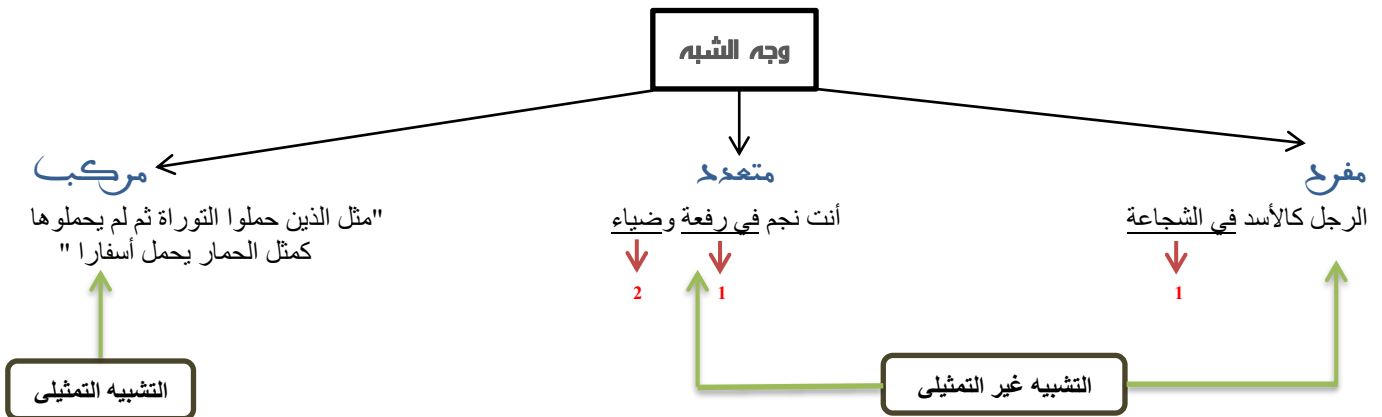 وجه الشبه
مفرد
متعدد
مركب
الرجل كالأسد في الشجاعة
أنت نجم في رفعة وضياء
"مثل الذين حملوا التوراة ثم لم يحملوها
كمثل الحمار يحمل أسفارا "
1
1
2
التشبيه غير التمثيلى
التشبيه التمثيلى